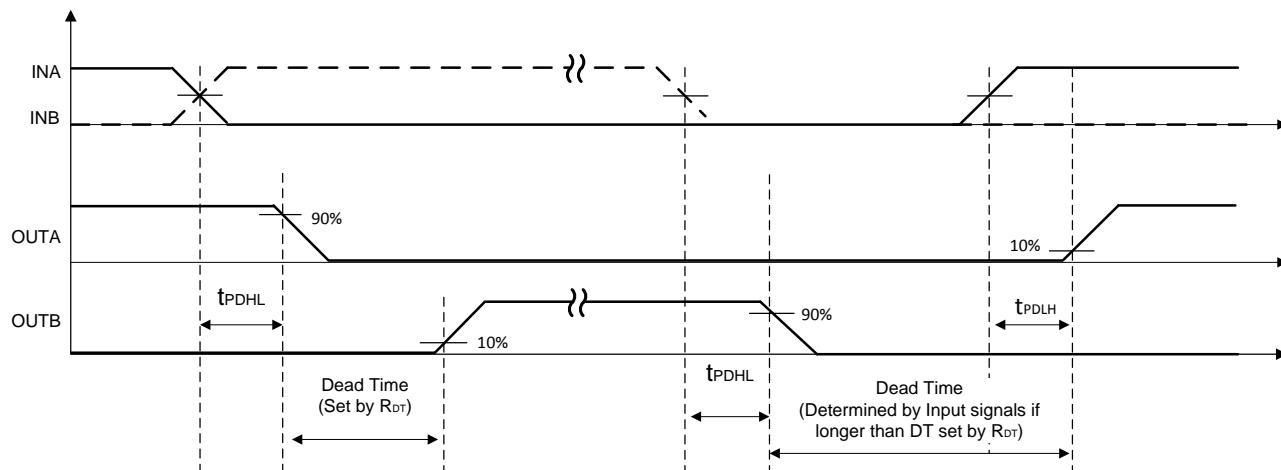 INA
INB
OUTA
90%
10%
OUTB
tPDHL
10%
90%
tPDLH
Dead Time
(Set by RDT)
tPDHL
Dead Time
(Determined by Input signals if
longer than DT set by RDT)